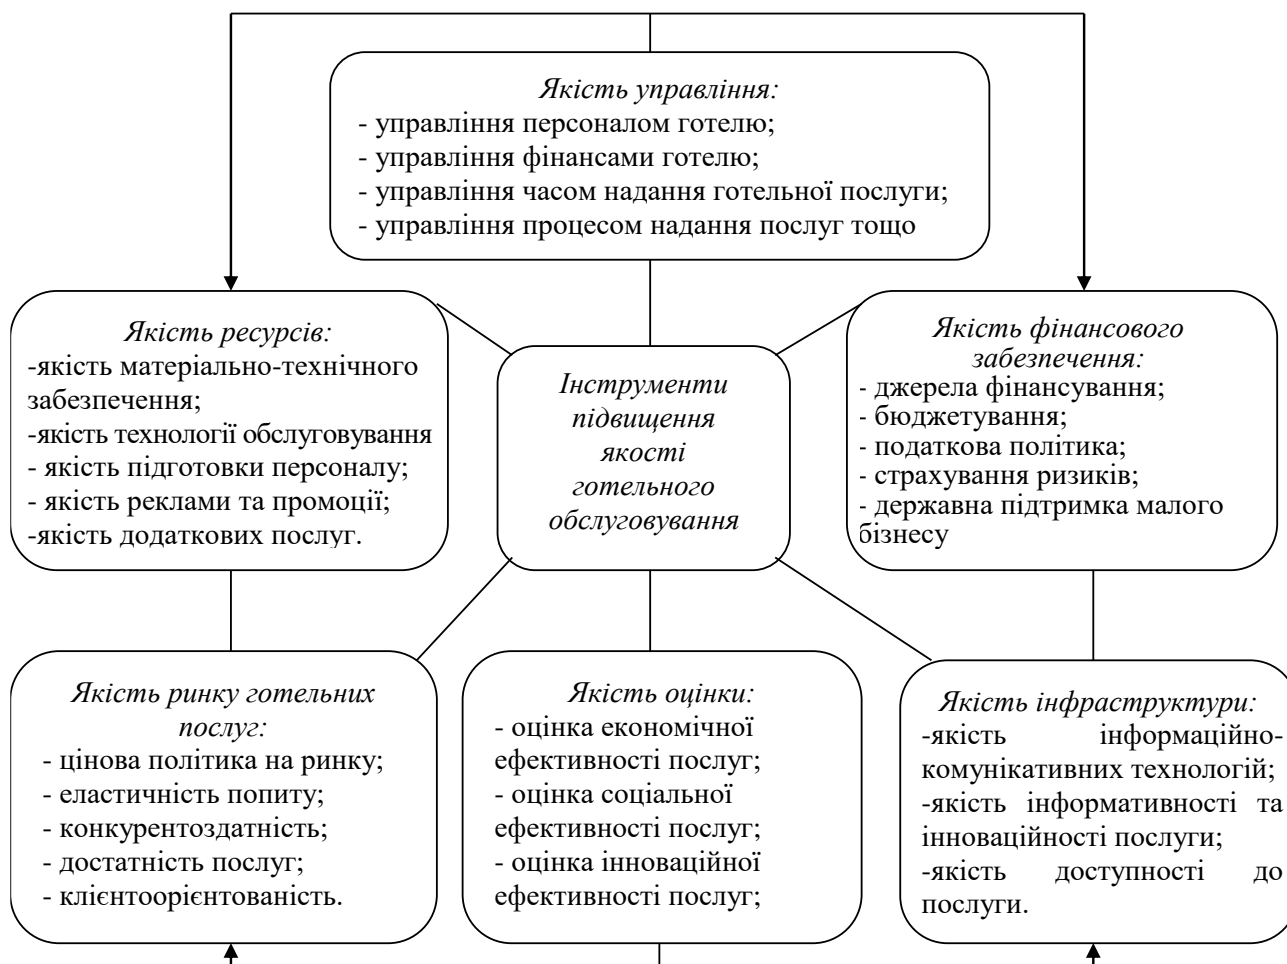 Якість управління:
- управління персоналом готелю;
- управління фінансами готелю;
- управління часом надання готельної послуги;
- управління процесом надання послуг тощо
Якість ресурсів:
-якість матеріально-технічного
забезпечення;
-якість технології обслуговування
- якість підготовки персоналу;
- якість реклами та промоції;
-якість додаткових послуг.
Інструменти
підвищення
якості
готельного
обслуговування
Якість фінансового
забезпечення:
- джерела фінансування;
- бюджетування;
- податкова політика;
- страхування ризиків;
- державна підтримка малого
бізнесу
Якість ринку готельних
послуг:
- цінова політика на ринку;
- еластичність попиту;
- конкурентоздатність;
- достатність послуг;
- клієнтоорієнтованість.
Якість оцінки:
- оцінка економічної
ефективності послуг;
- оцінка соціальної
ефективності послуг;
- оцінка інноваційної
ефективності послуг;
Якість інфраструктури:
-якість інформаційно-
комунікативних технологій;
-якість інформативності та
інноваційності послуги;
-якість доступності до
послуги.